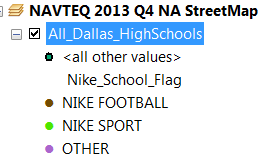 NAVTEQ 2013 Q4 NA StreetMap
All_Dallas_HighSchools
<all other values>
Nike_School_Flag
NIKE FOOTBALL
NIKE SPORT
OTHER